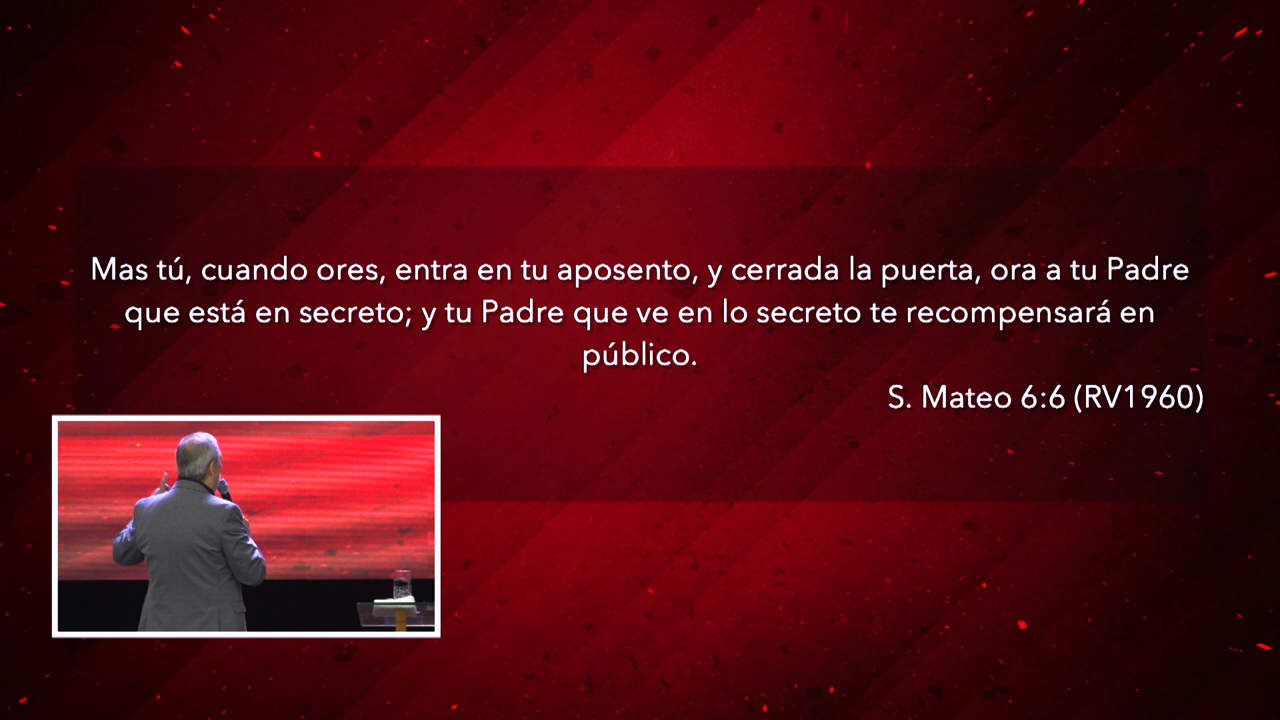 Mas tú, cuando ores, entra en tu aposento, y cerrada la puerta, ora a tu Padre
que está en secreto; y tu Padre que ve en lo secreto te recompensará en
público.
S. Mateo 6:6 (RV1960)